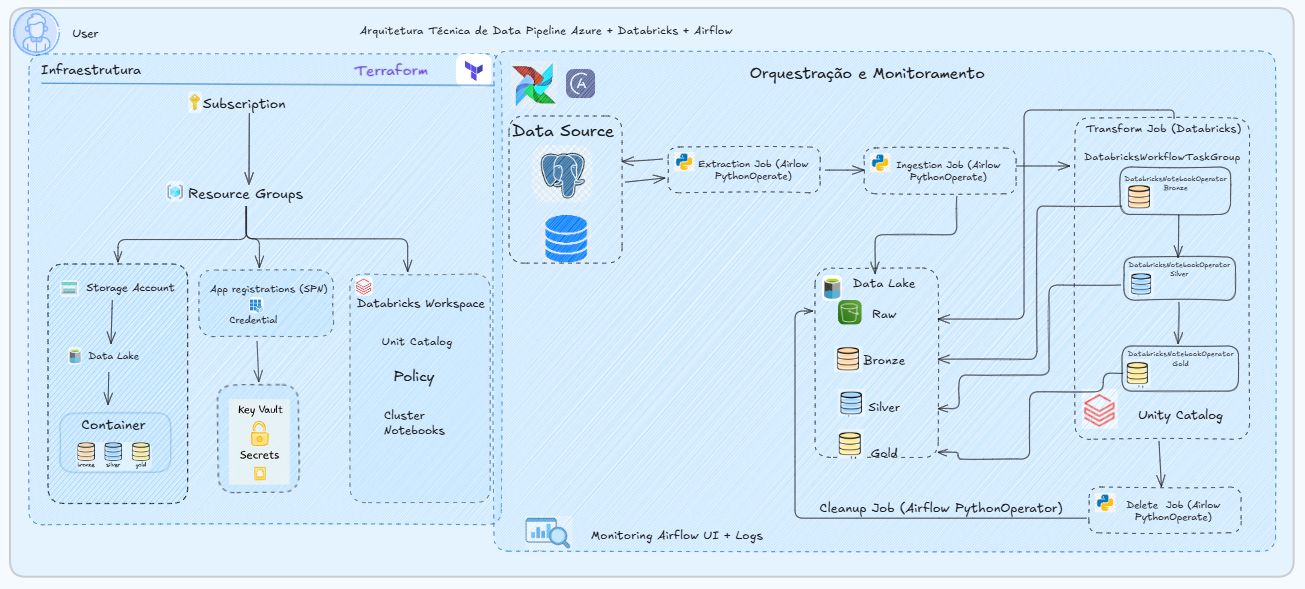 User
Arquitetura Técnica de Data Pipeline Azure + Databricks + Airflow
Infraestrutura
Terraform
Subscription
Resource Groups
Storage Account
Data Lake
Container
bronze
silver
gold
App registrations (SPN)
Credential
Key Vault
Secrets
Databricks Workspace
Unit Catalog
Policy
Cluster
Notebooks
Orquestração e Monitoramento
Data Source
Extraction Job (Airlow
PythonOperate)
Ingestion Job (Airlow
PythonOperate)
Transform Job (Databricks)
DatabricksWorkflowTaskGroup
DatabricksNotebookOperator
Bronze
DatabricksNotebookOperator
Silver
DatabricksNotebookOperator
Gold
Unity Catalog
Data Lake
Raw
Bronze
Silver
Gold
Cleanup Job (Airflow PythonOperator)
Delete Job (Airlow
PythonOperate)
Monitoring Airflow UI + Logs